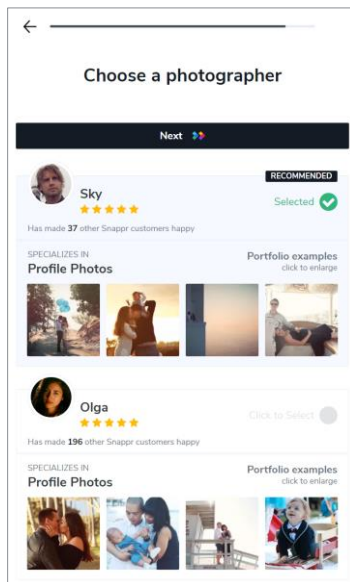 Choose a photographer
Next
RECOMMENDED
Sky
Selected
Has made 37 other Snappr customers happy
SPECIALIZES IN
Profile Photos
Portfolio examples
click to enlarge
Olga
Click to Select
Has made 196 other Snappr customers happy
SPECIALIZES IN
Profile Photos
Portfolio examples
click to enlarge